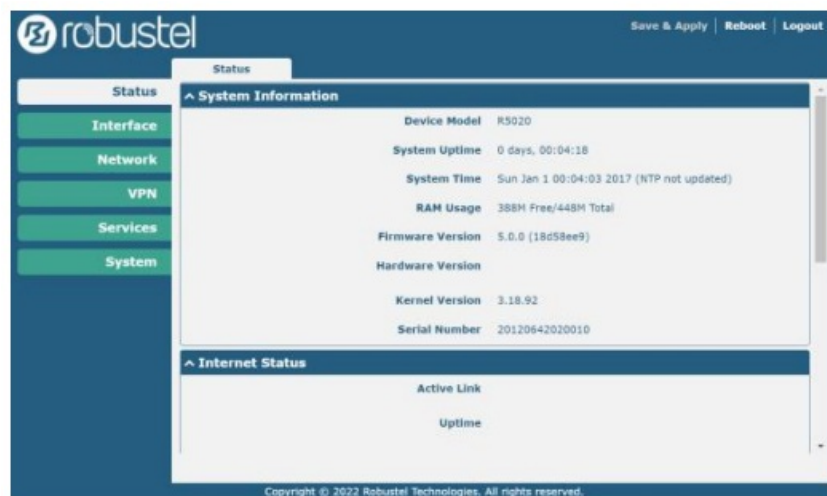 robustel
Save & Apply | Reboot | Logout
Status
Status
Interface
Network
VPN
Services
System
System Information
Device Model R5020
System Uptime 0 days, 00:04:18
System Time Sun Jan 1 00:04:03 2017 (NTP not updated)
RAM Usage 388M Free/448M Total
Firmware Version 5.0.0 (18d58ee9)
Hardware Version
Kernel Version 3.18.92
Serial Number 20120642020010
Internet Status
Active Link
Uptime
Copyright © 2022 Robustel Technologies. All rights reserved.